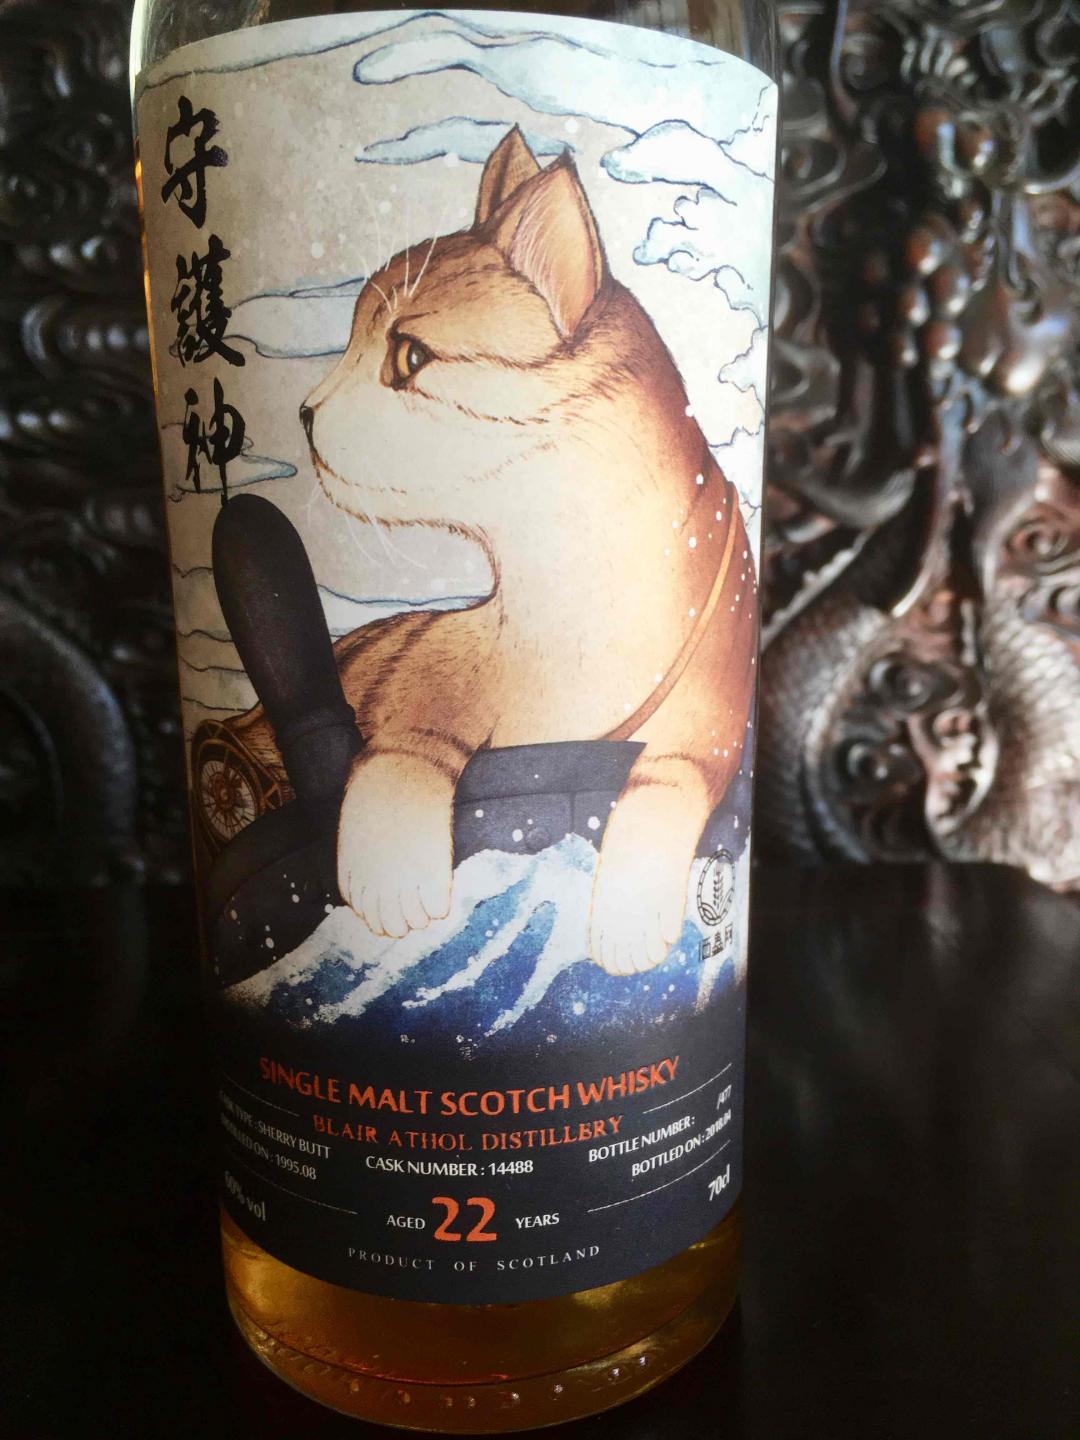 守護神
SINGLE MALT SCOTCH WHISKY
BLAIR ATHOL DISTILLERY
CASK TYPE : SHERRY BUTT
DISTILLED ON : 1995.08
CASK NUMBER : 14488
BOTTLE NUMBER : /477
BOTTLED ON : 2018.04
60% vol
70cl
AGED 22 YEARS
PRODUCT OF SCOTLAND